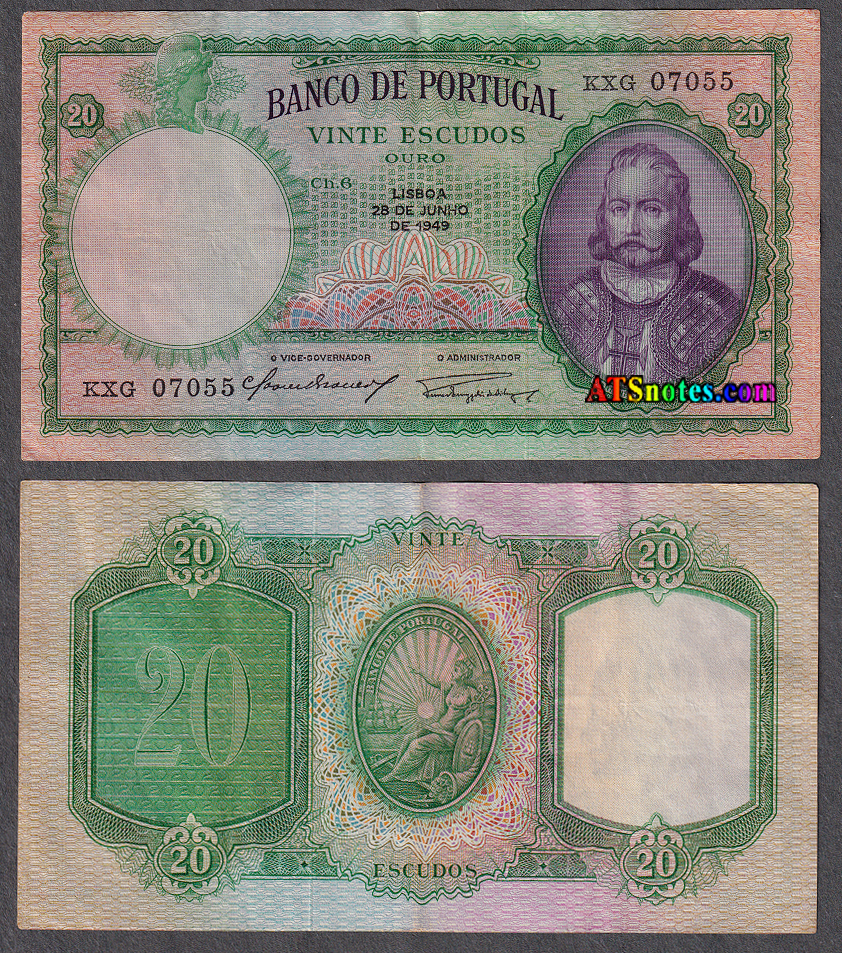 BANCO DE PORTUGAL
KXG 07055
20
20
VINTE ESCUDOS
OURO
Ch.6
LISBOA
28 DE JUNHO
DE 1949
O VICE-GOVERNADOR
O ADMINISTRADOR
KXG 07055
ATSnotes.com
VINTE
20
20
BANCO DE PORTUGAL
20
20
20
ESCUDOS